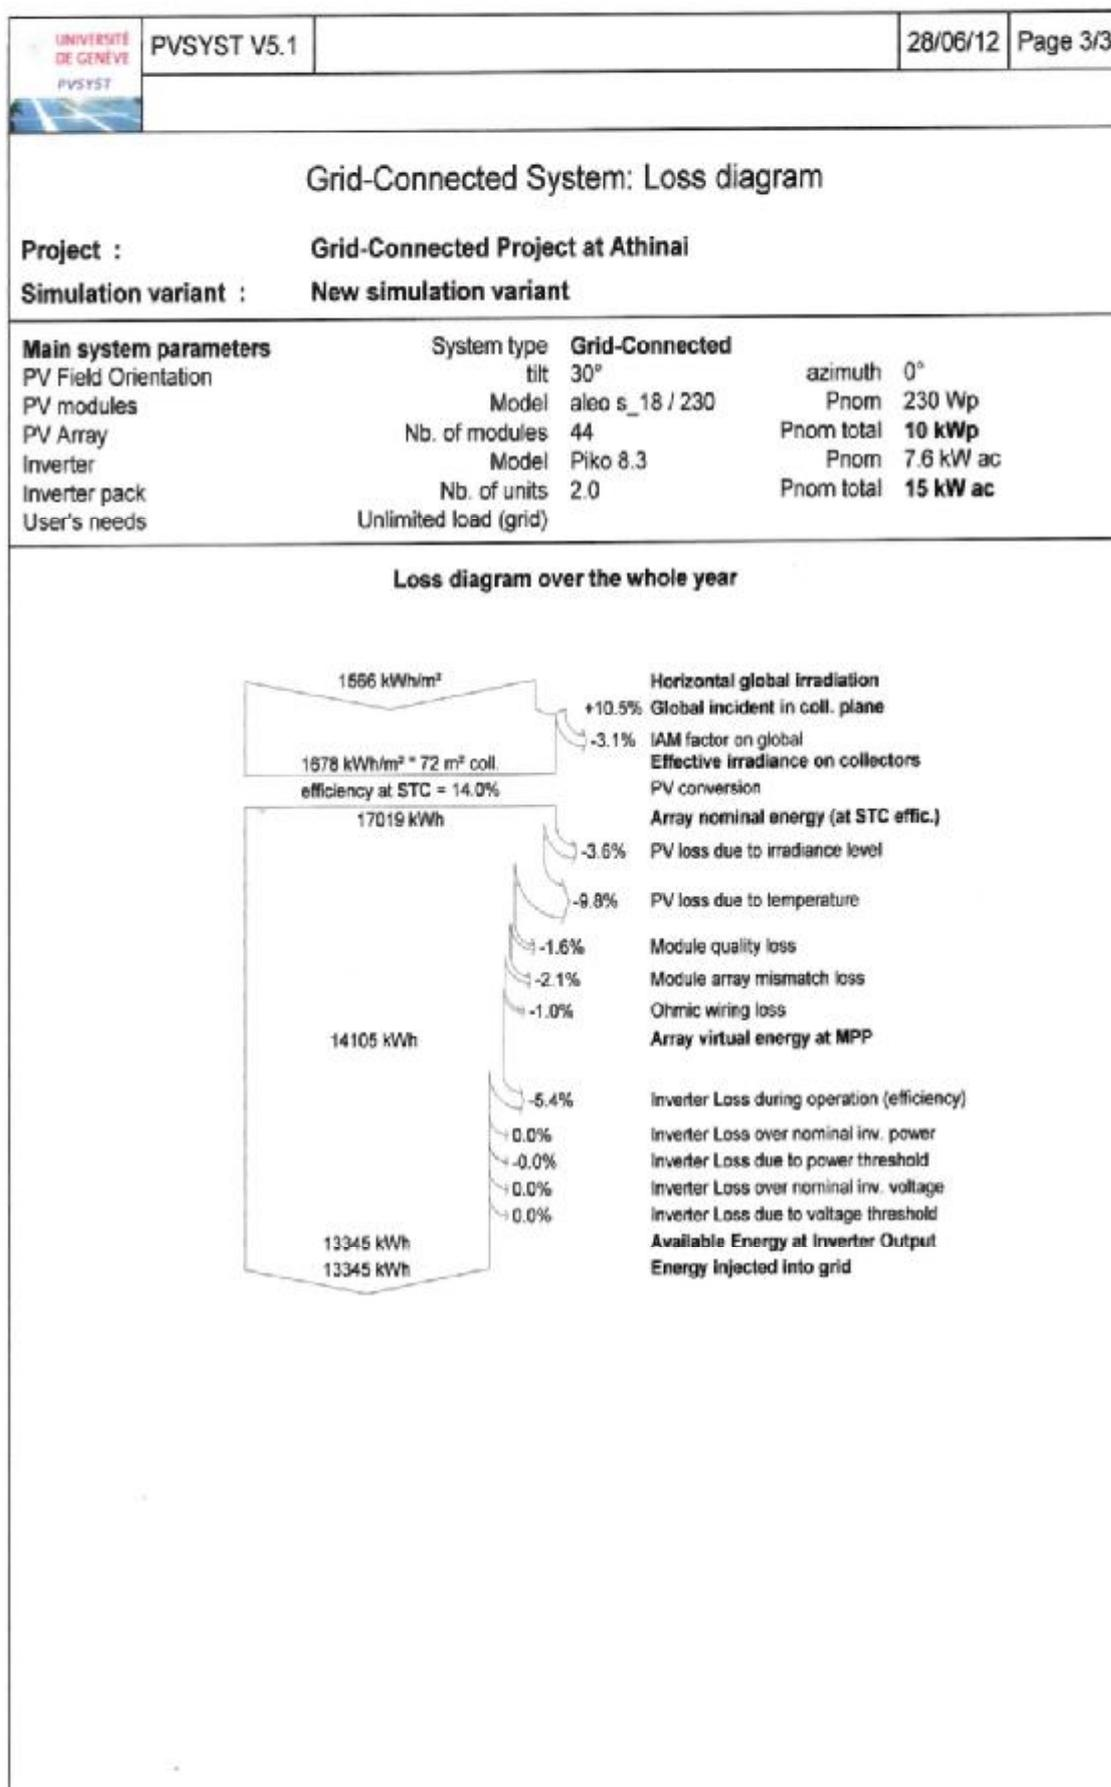 UNIVERSITÉ
DE GENÈVE
PVSYST
PVSYST V5.1
28/06/12
Page 3/3
Grid-Connected System: Loss diagram
Project : Grid-Connected Project at Athinai
Simulation variant : New simulation variant
Main system parameters System type Grid-Connected
PV Field Orientation tilt 30° azimuth 0°
PV modules Model aleo s_18 / 230 Pnom 230 Wp
PV Array Nb. of modules 44 Pnom total 10 kWp
Inverter Model Piko 8.3 Pnom 7.6 kW ac
Inverter pack Nb. of units 2.0 Pnom total 15 kW ac
User's needs Unlimited load (grid)
Loss diagram over the whole year
1566 kWh/m² Horizontal global irradiation
+10.5% Global incident in coll. plane
-3.1% IAM factor on global
1678 kWh/m² * 72 m² coll. Effective irradiance on collectors
efficiency at STC = 14.0% PV conversion
17019 kWh Array nominal energy (at STC effic.)
-3.6% PV loss due to irradiance level
-9.8% PV loss due to temperature
-1.6% Module quality loss
-2.1% Module array mismatch loss
-1.0% Ohmic wiring loss
14105 kWh Array virtual energy at MPP
-5.4% Inverter Loss during operation (efficiency)
0.0% Inverter Loss over nominal inv. power
-0.0% Inverter Loss due to power threshold
0.0% Inverter Loss over nominal inv. voltage
0.0% Inverter Loss due to voltage threshold
13345 kWh Available Energy at Inverter Output
13345 kWh Energy injected into grid